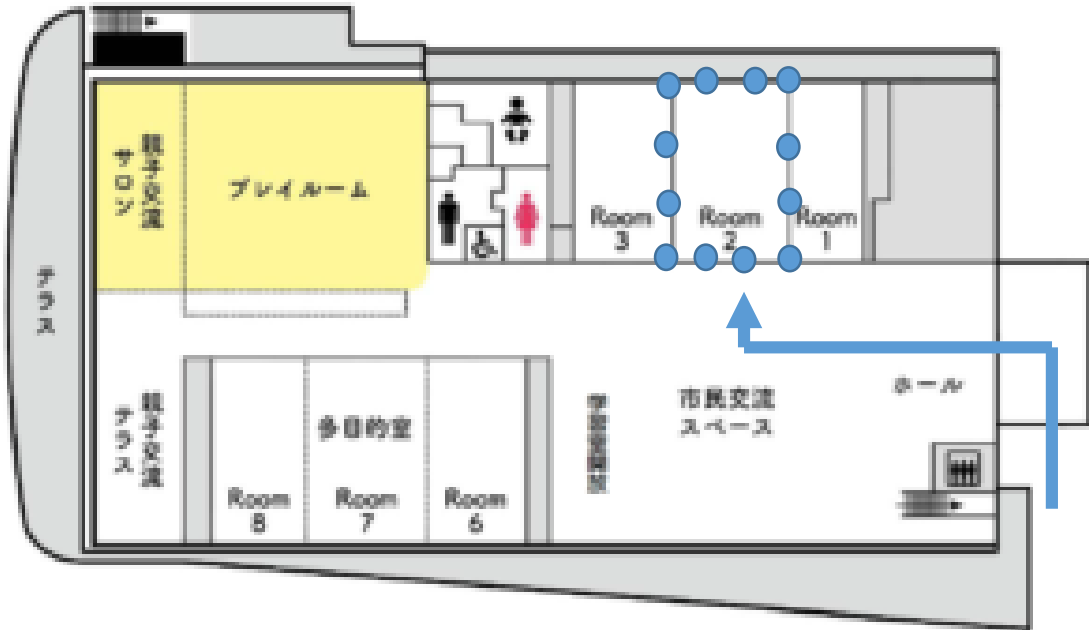 親子交流
サロン
プレイルーム
テラス
Room
3
Room
2
Room
1
親子交流
テラス
多目的室
Room
8
Room
7
Room
6
市民交流
スペース
ホール